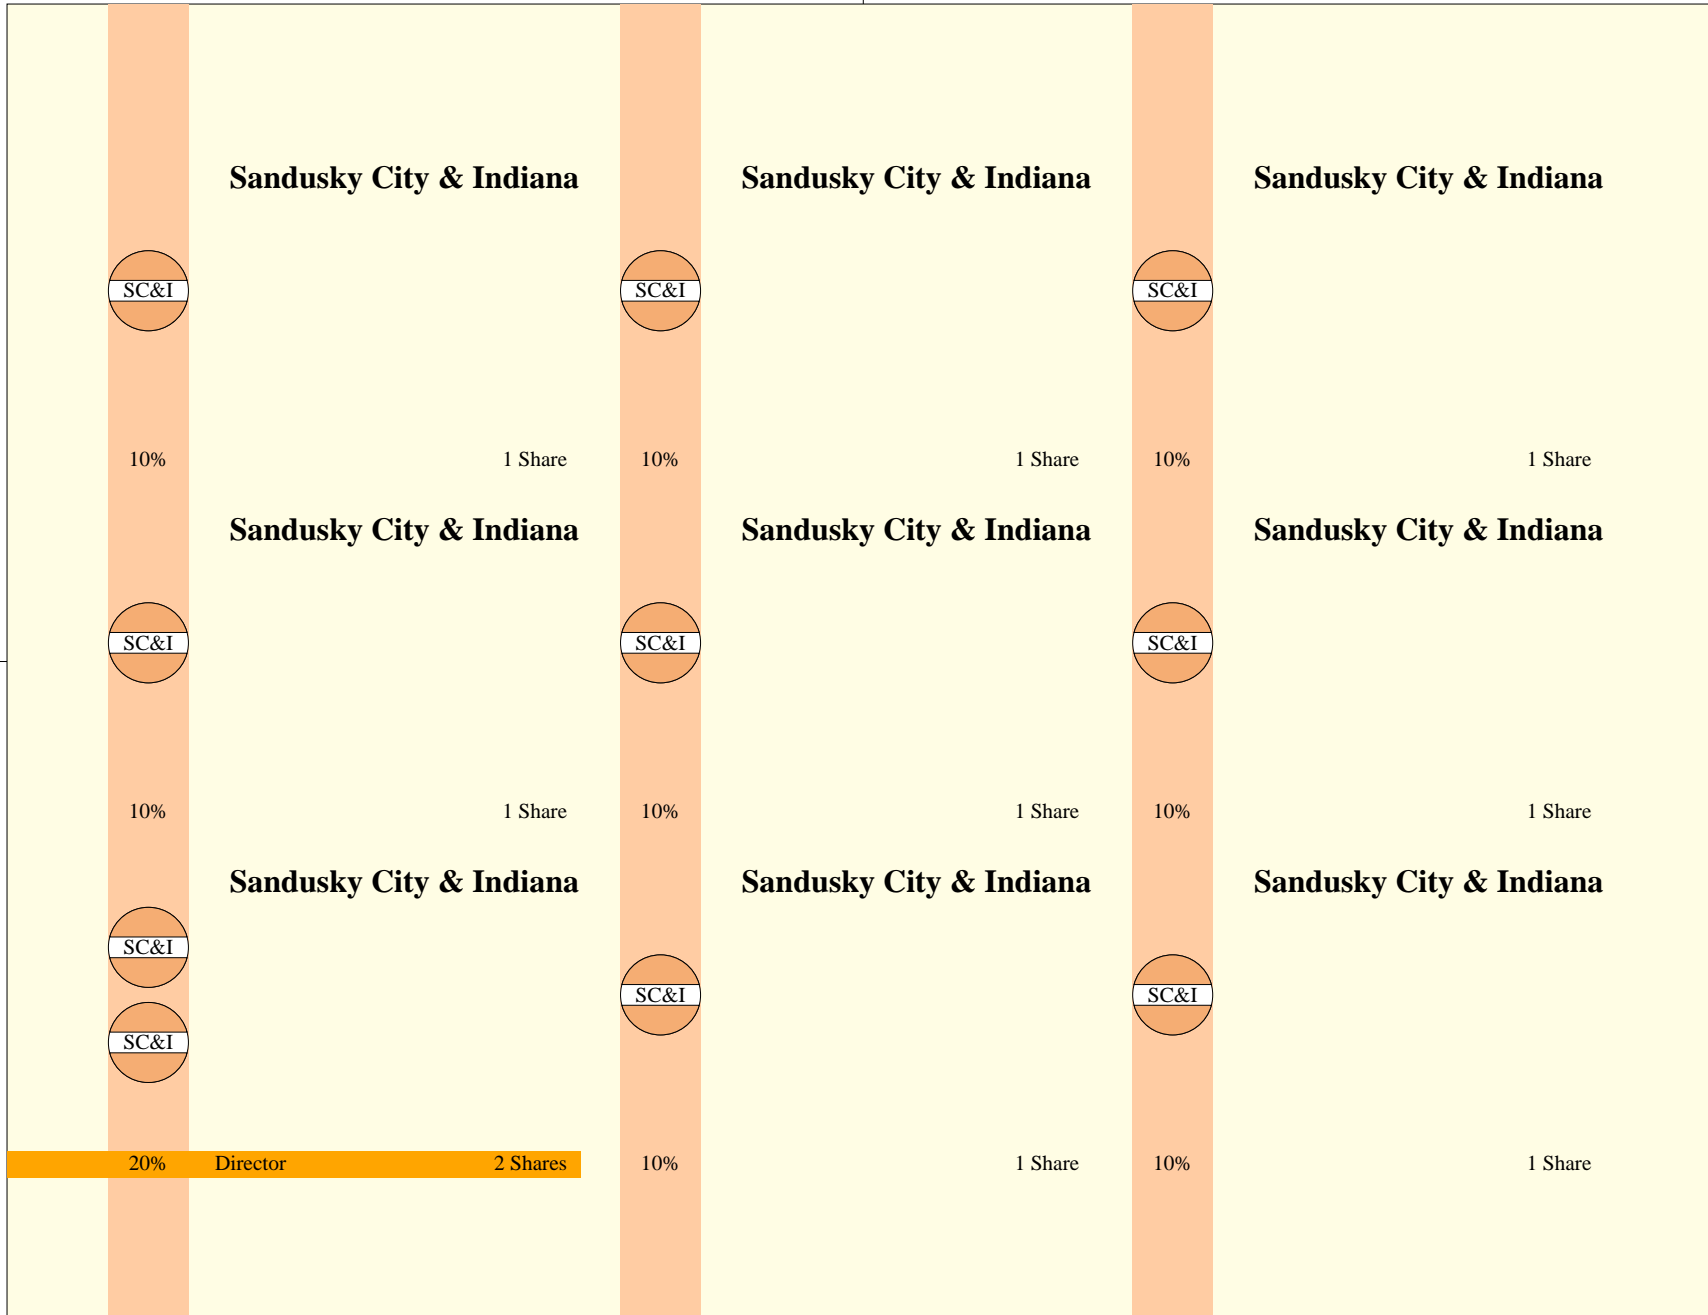 Sandusky City & Indiana Sandusky City & Indiana Sandusky City & Indiana
SC&I SC&I SC&I
10% 1 Share 10% 1 Share 10% 1 Share
Sandusky City & Indiana Sandusky City & Indiana Sandusky City & Indiana
SC&I SC&I SC&I
10% 1 Share 10% 1 Share 10% 1 Share
Sandusky City & Indiana Sandusky City & Indiana Sandusky City & Indiana
SC&I
SC&I SC&I
SC&I
20% Director 2 Shares 10% 1 Share 10% 1 Share